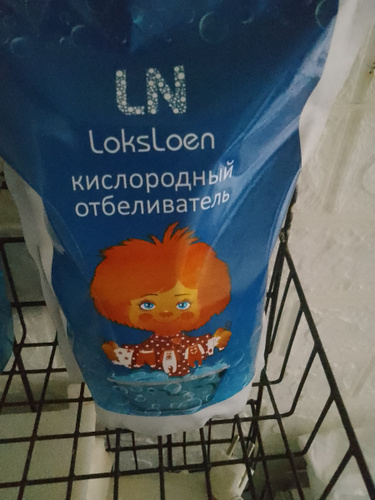 LN
LoksLoen
кислородный
отбеливатель